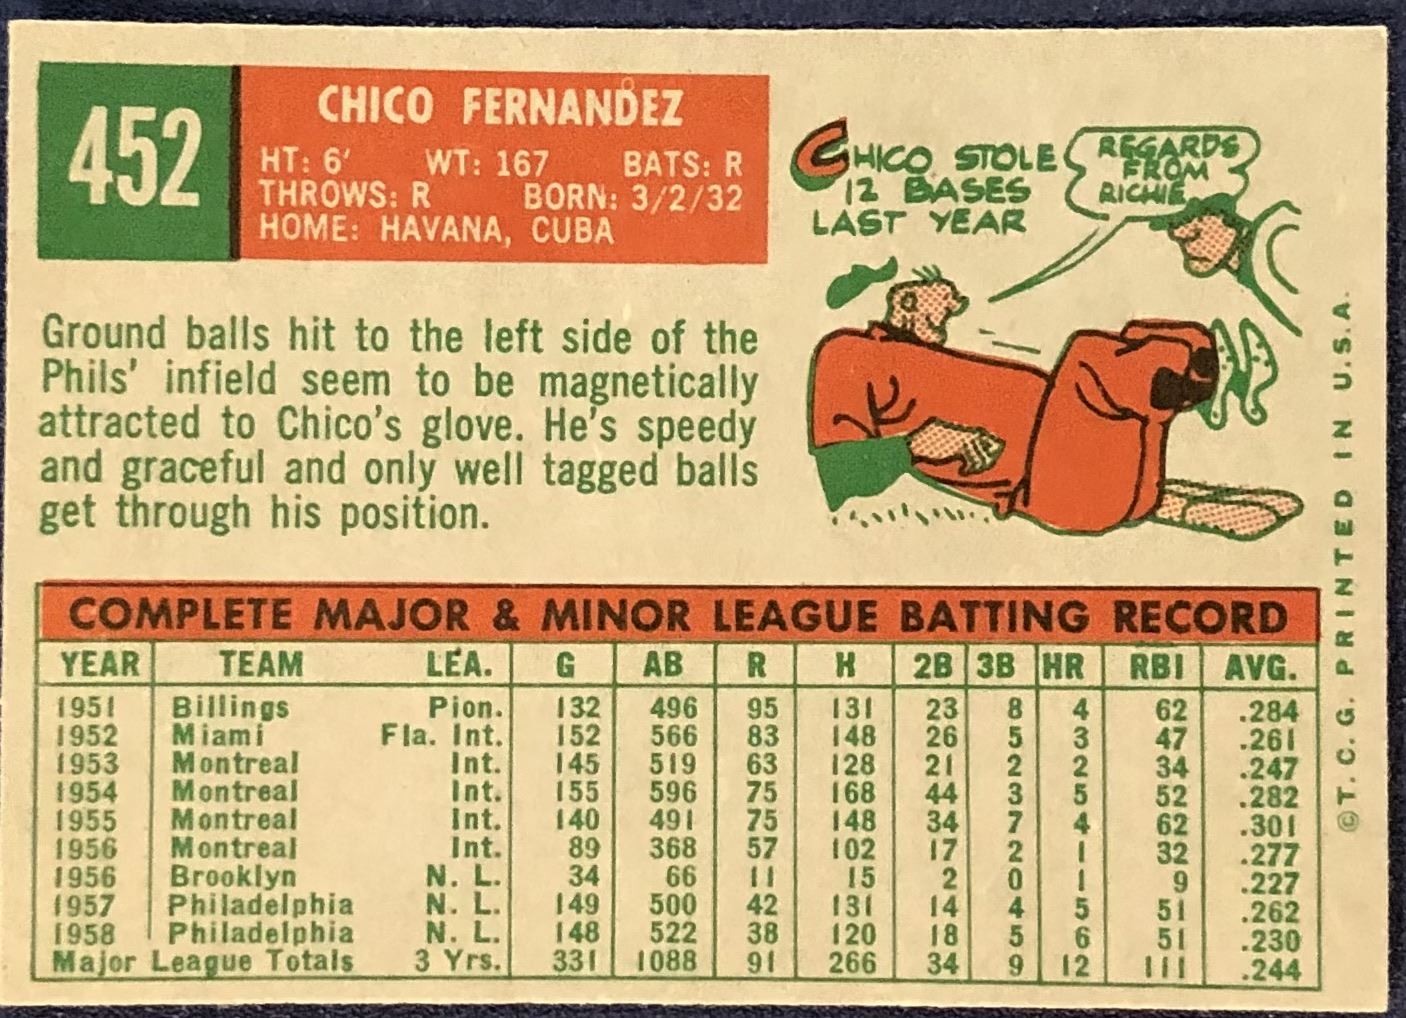 452
CHICO FERNANDEZ
HT: 6' WT: 167 BATS: R
THROWS: R BORN: 3/2/32
HOME: HAVANA, CUBA
CHICO STOLE
12 BASES
LAST YEAR
REGARDS
FROM
RICHIE
Ground balls hit to the left side of the
Phils' infield seem to be magnetically
attracted to Chico's glove. He's speedy
and graceful and only well tagged balls
get through his position.
COMPLETE MAJOR & MINOR LEAGUE BATTING RECORD
YEAR TEAM LEA. G AB R H 2B 3B HR RBI AVG.
1951 Billings Pion. 132 496 95 131 23 8 4 62 .284
1952 Miami Fla. Int. 152 566 83 148 26 5 3 47 .261
1953 Montreal Int. 145 519 63 128 21 2 2 34 .247
1954 Montreal Int. 155 596 75 168 44 3 5 52 .282
1955 Montreal Int. 140 491 75 148 34 7 4 62 .301
1956 Montreal Int. 89 368 57 102 17 2 1 32 .277
1956 Brooklyn N. L. 34 66 11 15 2 0 1 9 .227
1957 Philadelphia N. L. 149 500 42 131 14 4 5 51 .262
1958 Philadelphia N. L. 148 522 38 120 18 5 6 51 .230
Major League Totals 3 Yrs. 331 1088 91 266 34 9 12 111 .244
© T. C. G. PRINTED IN U.S.A.